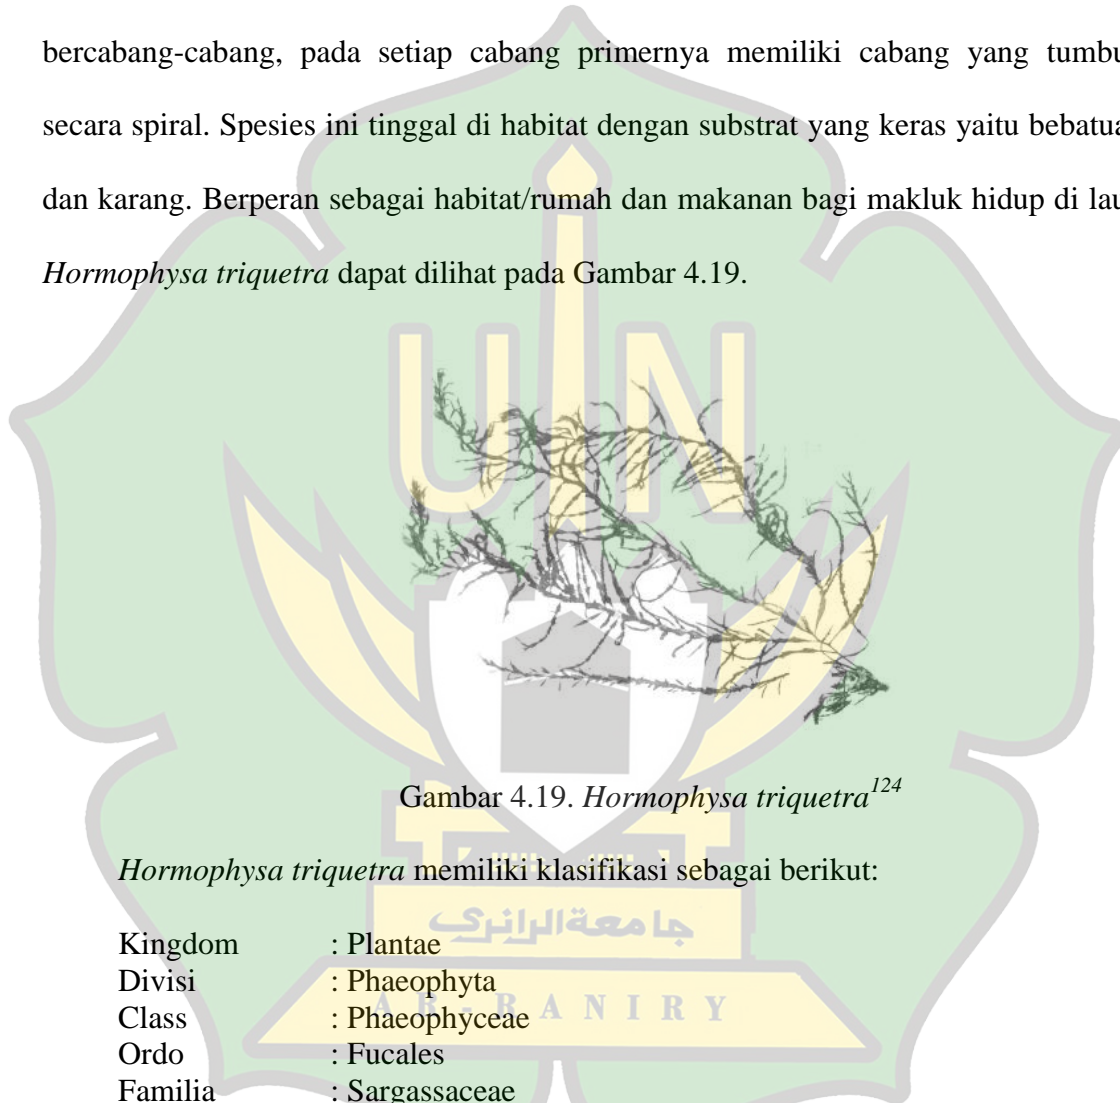 bercabang-cabang, pada setiap cabang primernya memiliki cabang yang tumbu
secara spiral. Spesies ini tinggal di habitat dengan substrat yang keras yaitu bebatua
dan karang. Berperan sebagai habitat/rumah dan makanan bagi makluk hidup di lau
Hormophysa triquetra dapat dilihat pada Gambar 4.19.
UIN
Gambar 4.19. Hormophysa triquetra124
Hormophysa triquetra memiliki klasifikasi sebagai berikut:
جامعة الرانري
Kingdom : Plantae
Divisi : Phaeophyta
AR-RANIRY
Class : Phaeophyceae
Ordo : Fucales
Familia : Sargassaceae